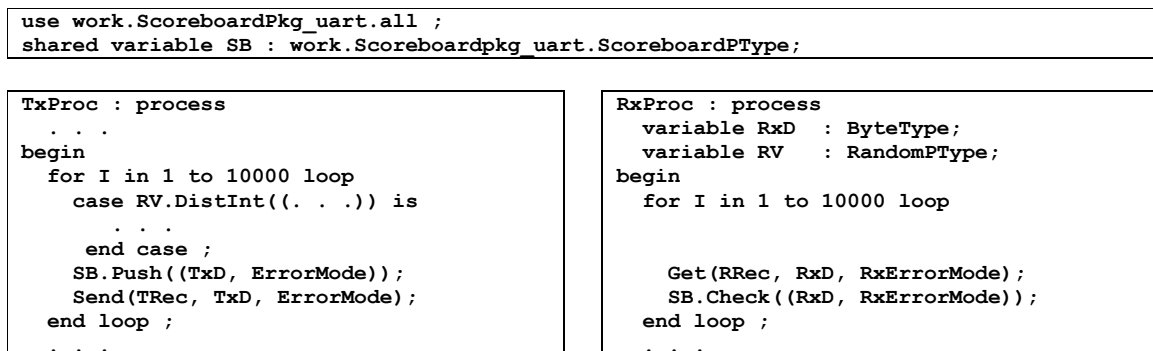 use work.ScoreboardPkg_uart.all ;
shared variable SB : work.Scoreboardpkg_uart.ScoreboardPType;
TxProc : process
. . .
begin
for I in 1 to 10000 loop
case RV.DistInt((. . .)) is
. . .
end case ;
SB.Push((TxD, ErrorMode));
Send(TRec, TxD, ErrorMode);
end loop ;
. . .
RxProc : process
variable RxD : ByteType;
variable RV : RandomPType;
begin
for I in 1 to 10000 loop
Get(RRec, RxD, RxErrorMode);
SB.Check((RxD, RxErrorMode));
end loop ;
. . .